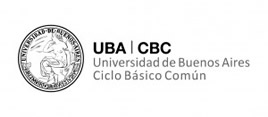 UBA | CBC
Universidad de Buenos Aires
Ciclo Básico Común